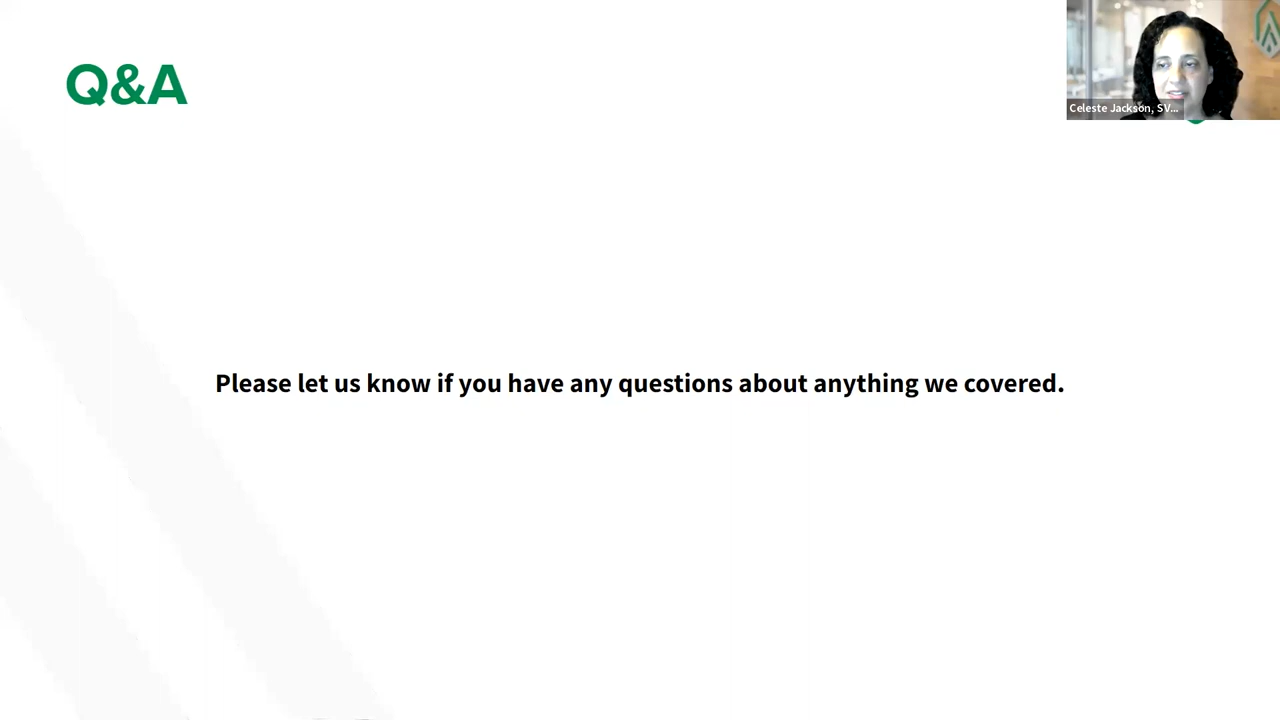 Q&A
Celeste Jackson, SV...
Please let us know if you have any questions about anything we covered.